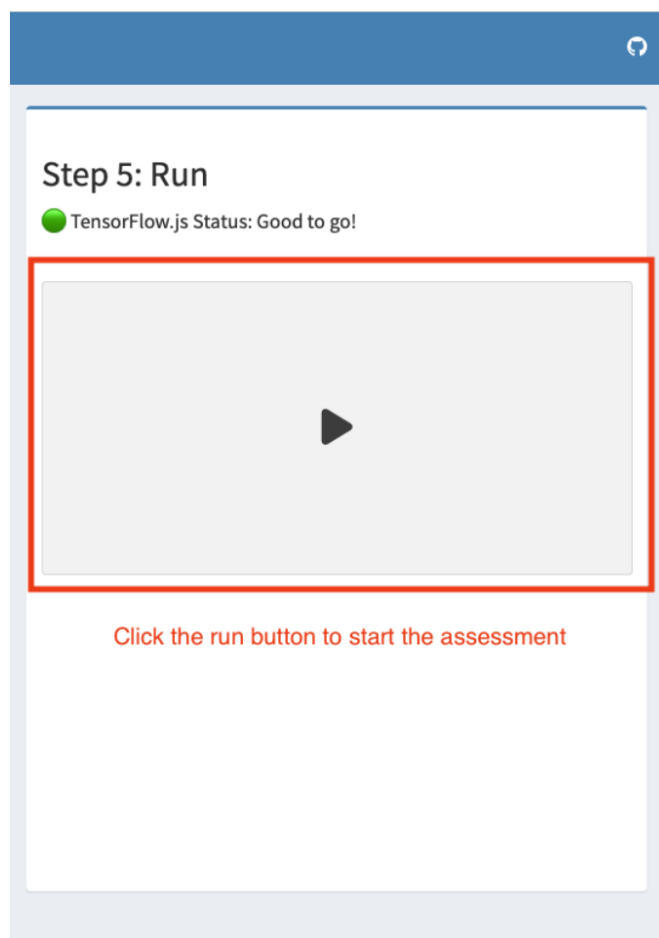 Step 5: Run
TensorFlow.js Status: Good to go!
Click the run button to start the assessment